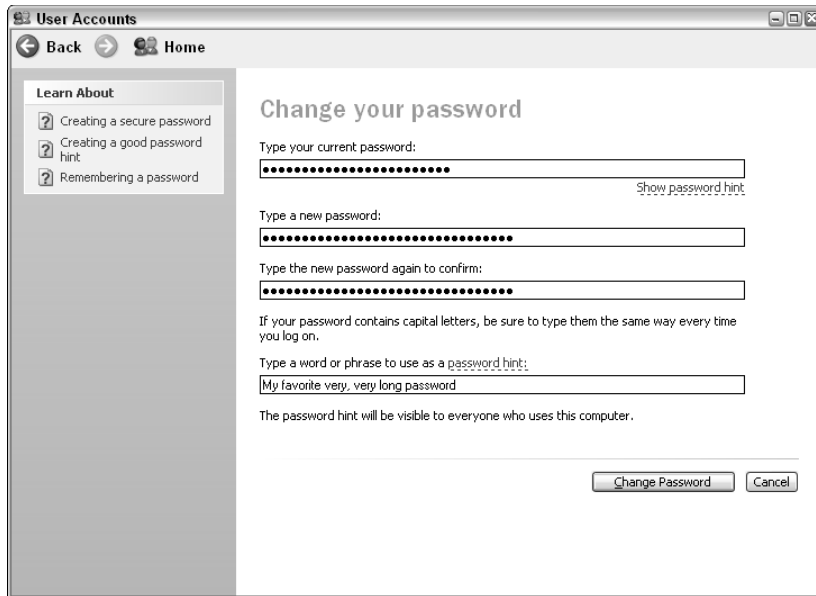 User Accounts
Back Home
Learn About
Creating a secure password
Creating a good password
hint
Remembering a password
Change your password
Type your current password:
Show password hint
Type a new password:
Type the new password again to confirm:
If your password contains capital letters, be sure to type them the same way every time
you log on.
Type a word or phrase to use as a password hint:
My favorite very, very long password
The password hint will be visible to everyone who uses this computer.
Change Password Cancel